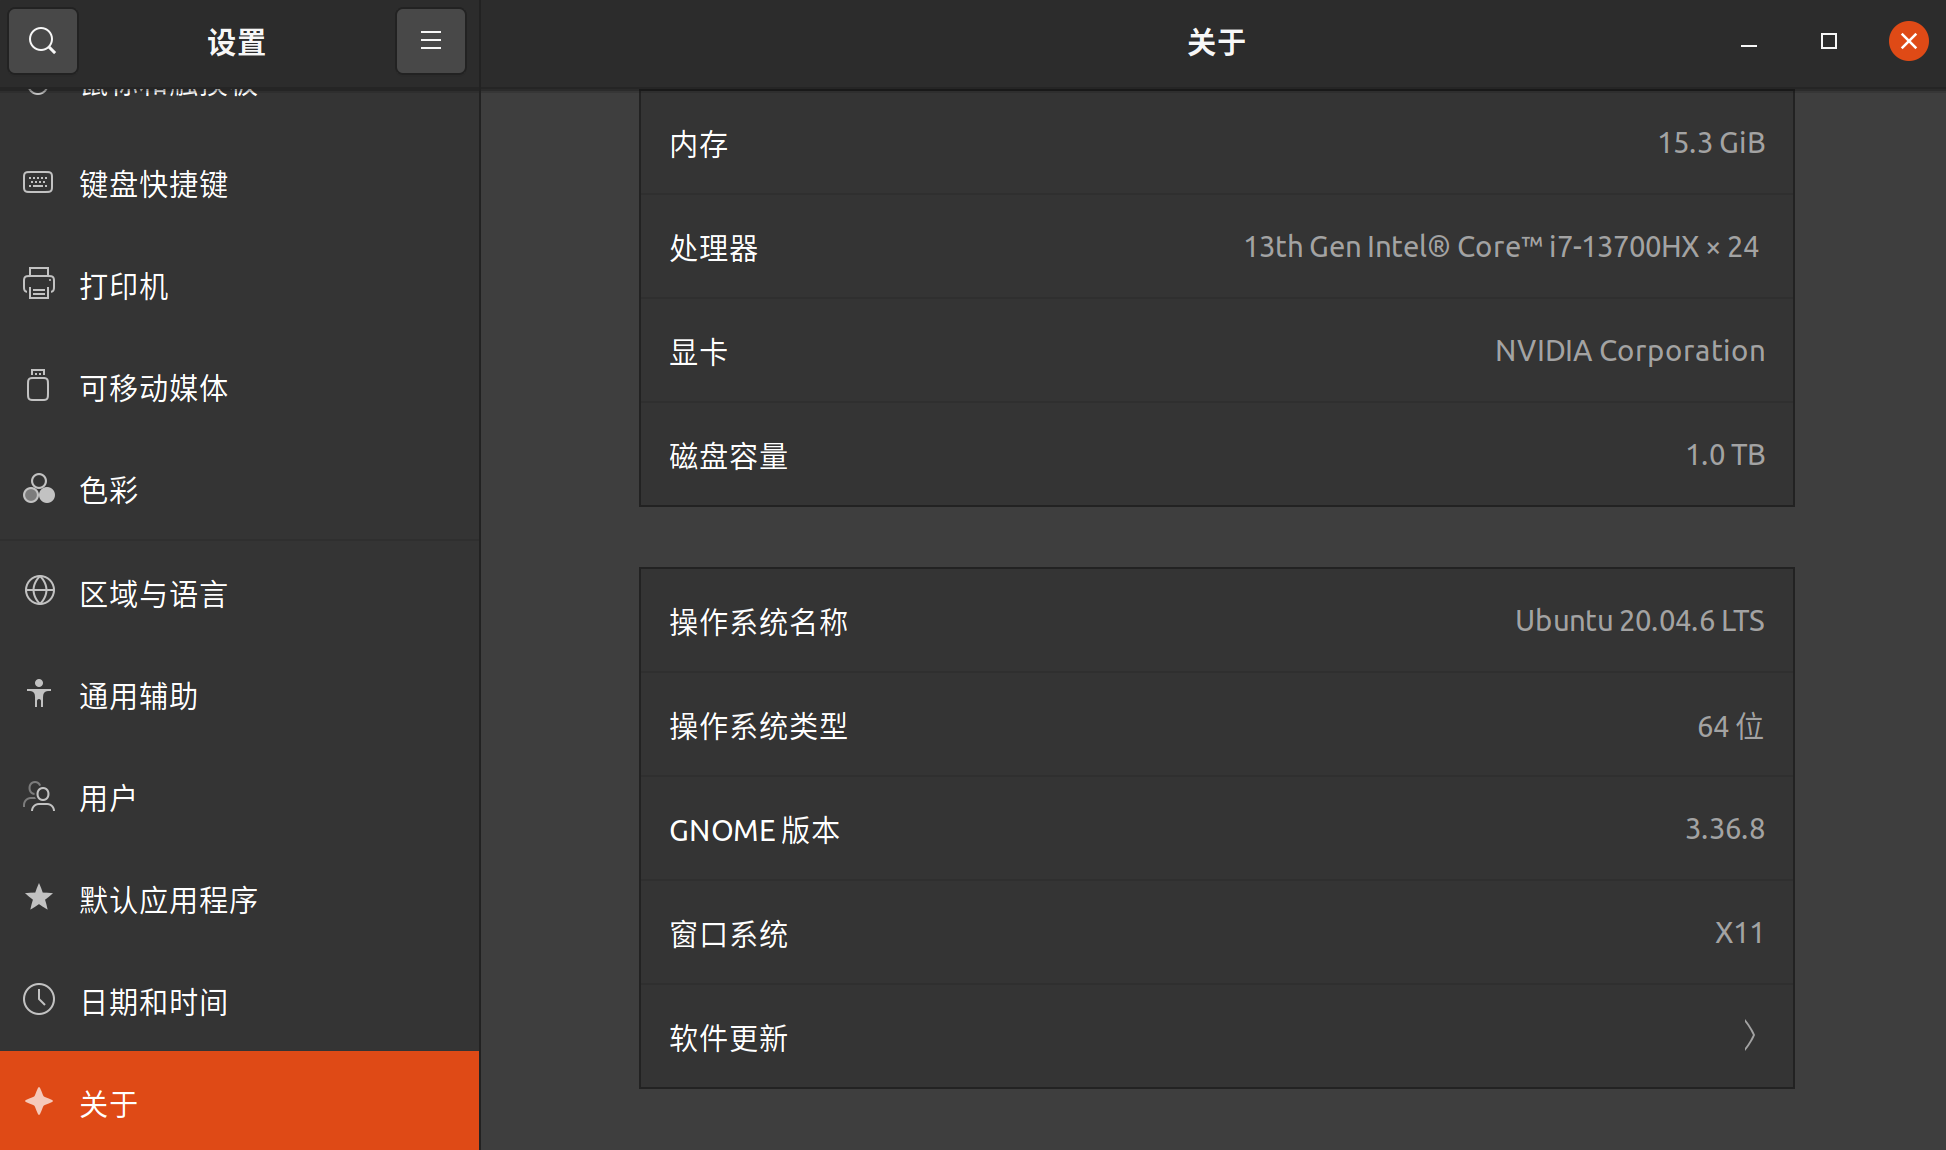 设置
关于
键盘快捷键
打印机
可移动媒体
色彩
区域与语言
通用辅助
用户
默认应用程序
日期和时间
关于
内存 15.3 GiB
处理器 13th Gen Intel® Core™ i7-13700HX × 24
显卡 NVIDIA Corporation
磁盘容量 1.0 TB
操作系统名称 Ubuntu 20.04.6 LTS
操作系统类型 64 位
GNOME 版本 3.36.8
窗口系统 X11
软件更新